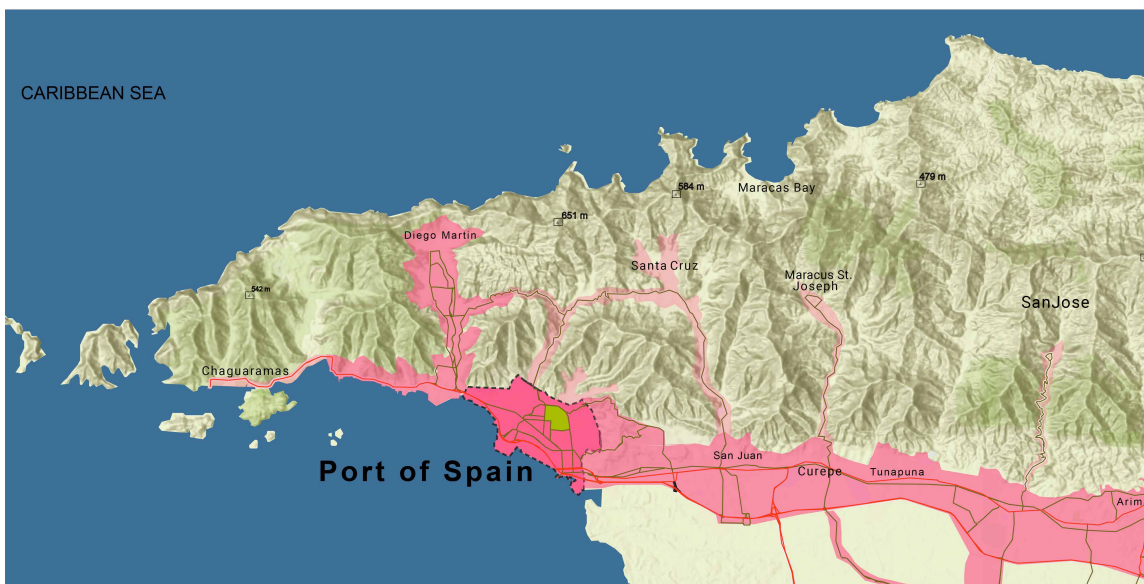 CARIBBEAN SEA
479 m
584 m
Maracas Bay
651 m
Diego Martin
Santa Cruz
Maracus St.
Joseph
542 m
SanJose
Chaguaramas
San Juan
Port of Spain
Curepe
Tunapuna
Arim